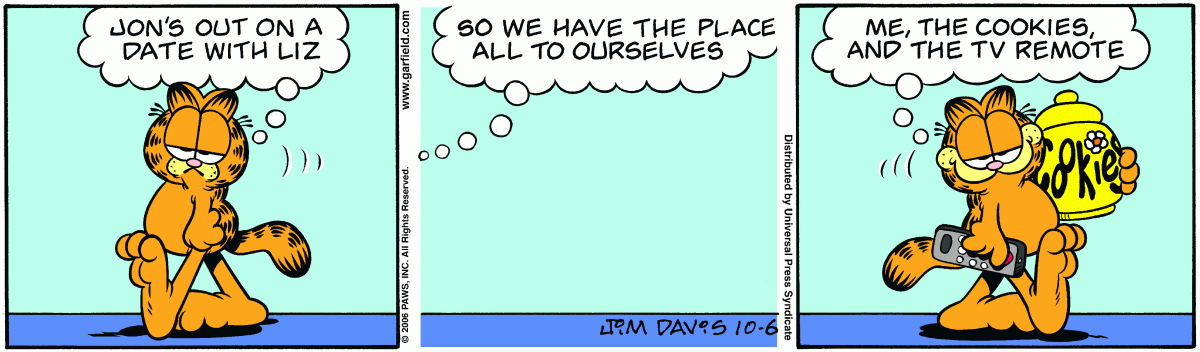 JON'S OUT ON A
DATE WITH LIZ
www.garfield.com
© 2006 PAWS, INC. All Rights Reserved.
SO WE HAVE THE PLACE
ALL TO OURSELVES
JIM DAVIS 10-6
Distributed by Universal Press Syndicate
ME, THE COOKIES,
AND THE TV REMOTE
COOKIES